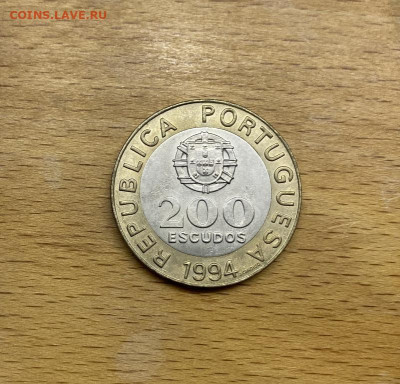 COINS.LAVE.RU
REPUBLICA PORTUGUESA
200
ESCUDOS
1994